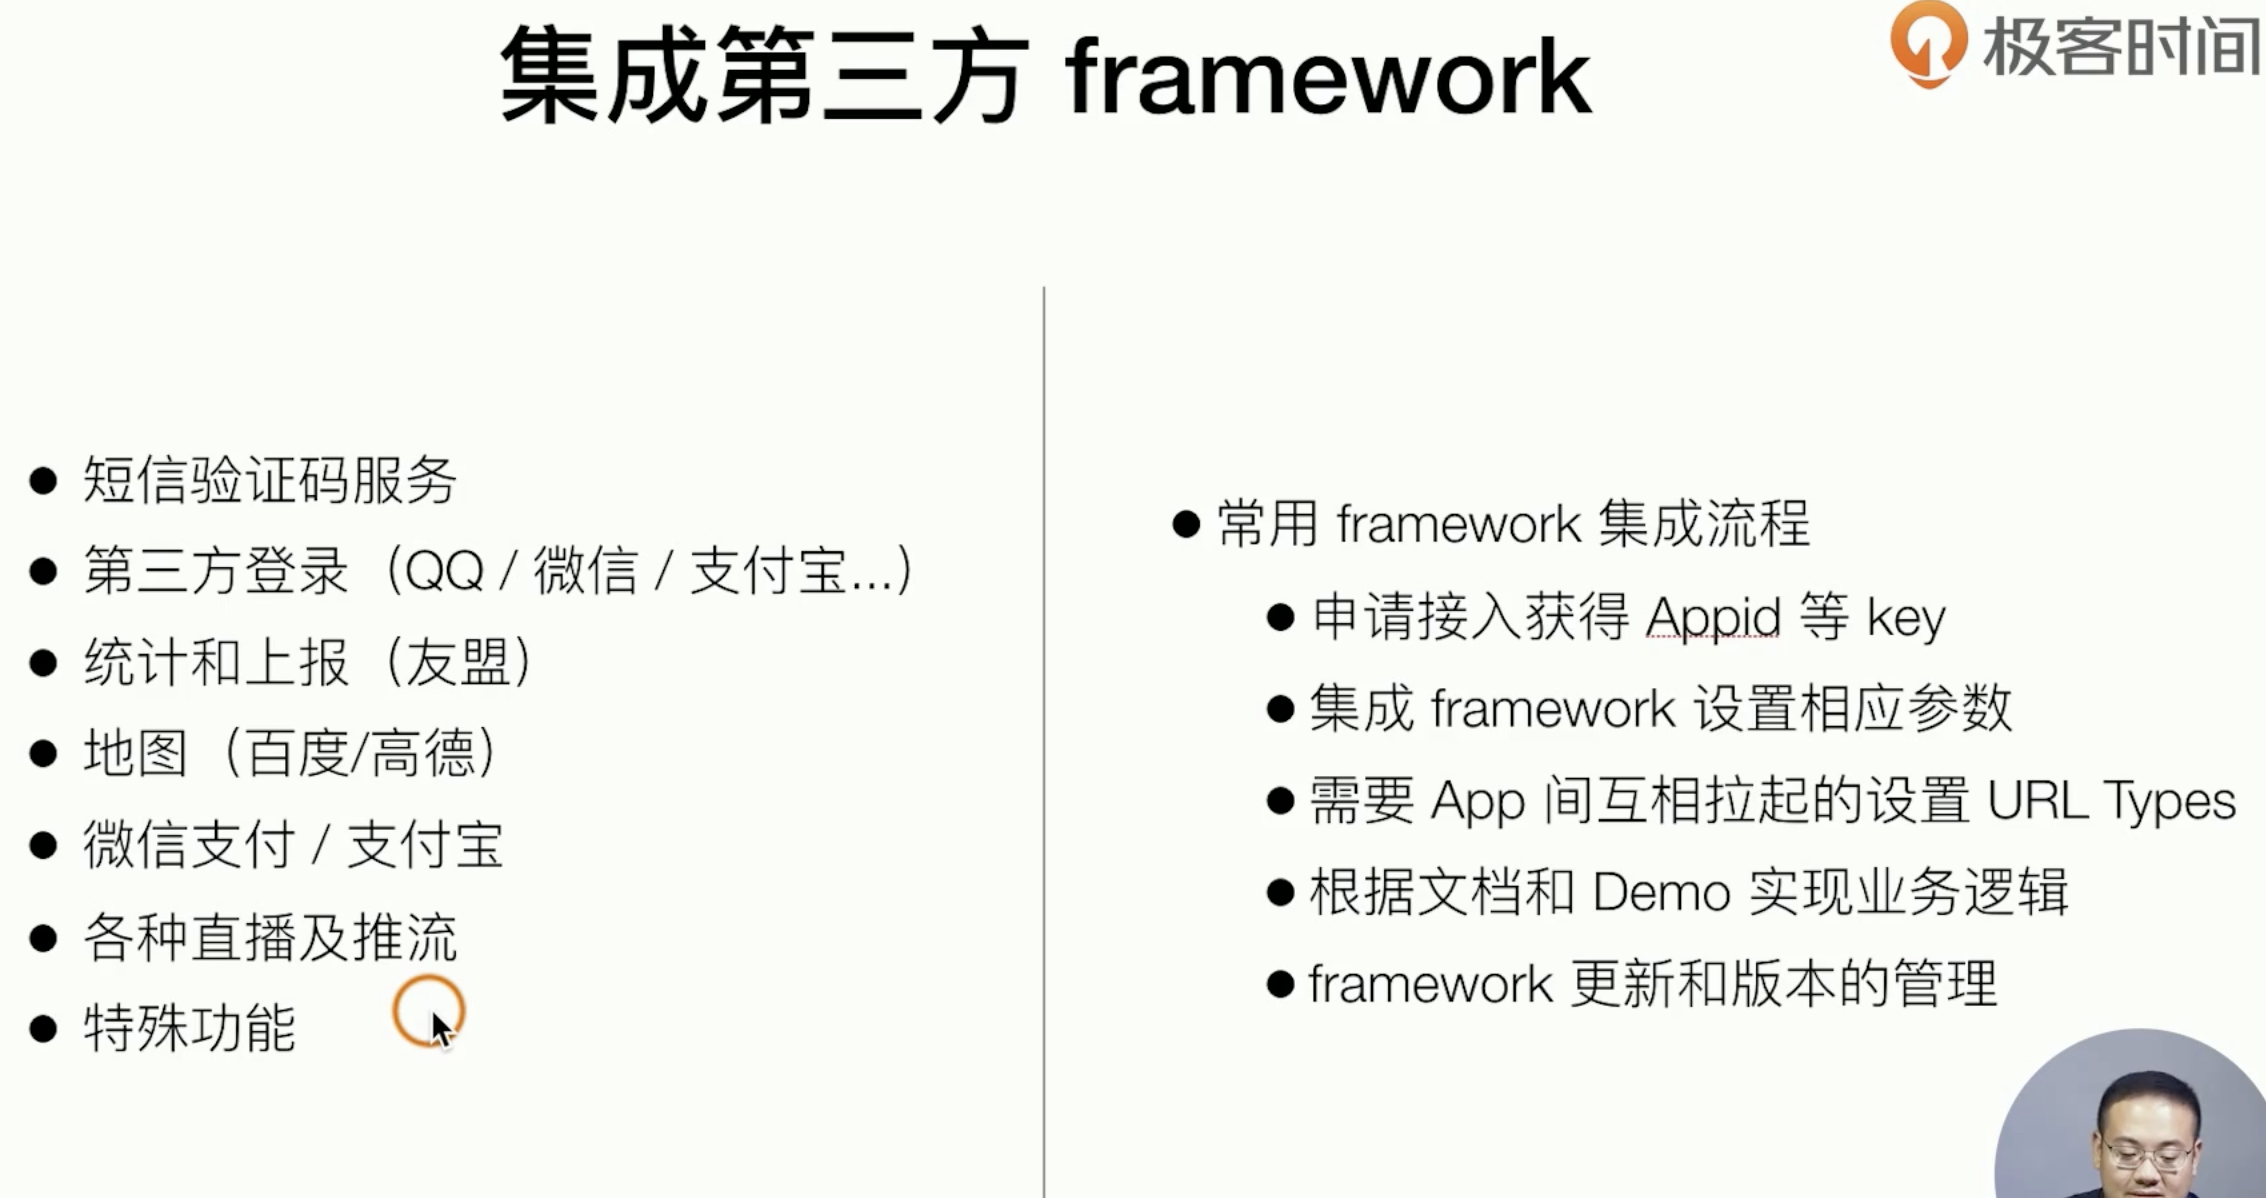 集成第三方 framework
极客时间
● 短信验证码服务
● 第三方登录（QQ / 微信 / 支付宝...）
● 统计和上报（友盟）
● 地图（百度/高德）
● 微信支付 / 支付宝
● 各种直播及推流
● 特殊功能
● 常用 framework 集成流程
● 申请接入获得 Appid 等 key
● 集成 framework 设置相应参数
● 需要 App 间互相拉起的设置 URL Types
● 根据文档和 Demo 实现业务逻辑
● framework 更新和版本的管理